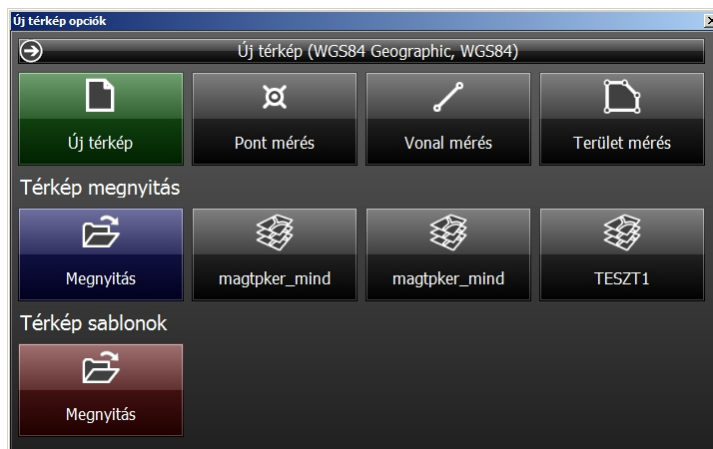 Új térkép opciók
Új térkép (WGS84 Geographic, WGS84)
Új térkép Pont mérés Vonal mérés Terület mérés
Térkép megnyitás
Megnyitás magtpker_mind magtpker_mind TESZT1
Térkép sablonok
Megnyitás